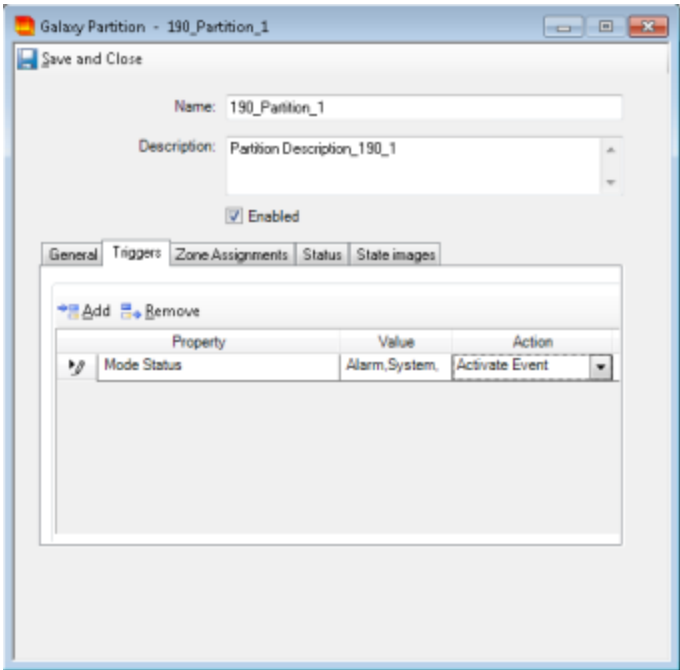 Galaxy Partition - 190_Partition_1
Save and Close
Name: 190_Partition_1
Description: Partition Description_190_1
Enabled
General Triggers Zone Assignments Status State images
Add Remove
Property Value Action
Mode Status Alarm,System, Activate Event